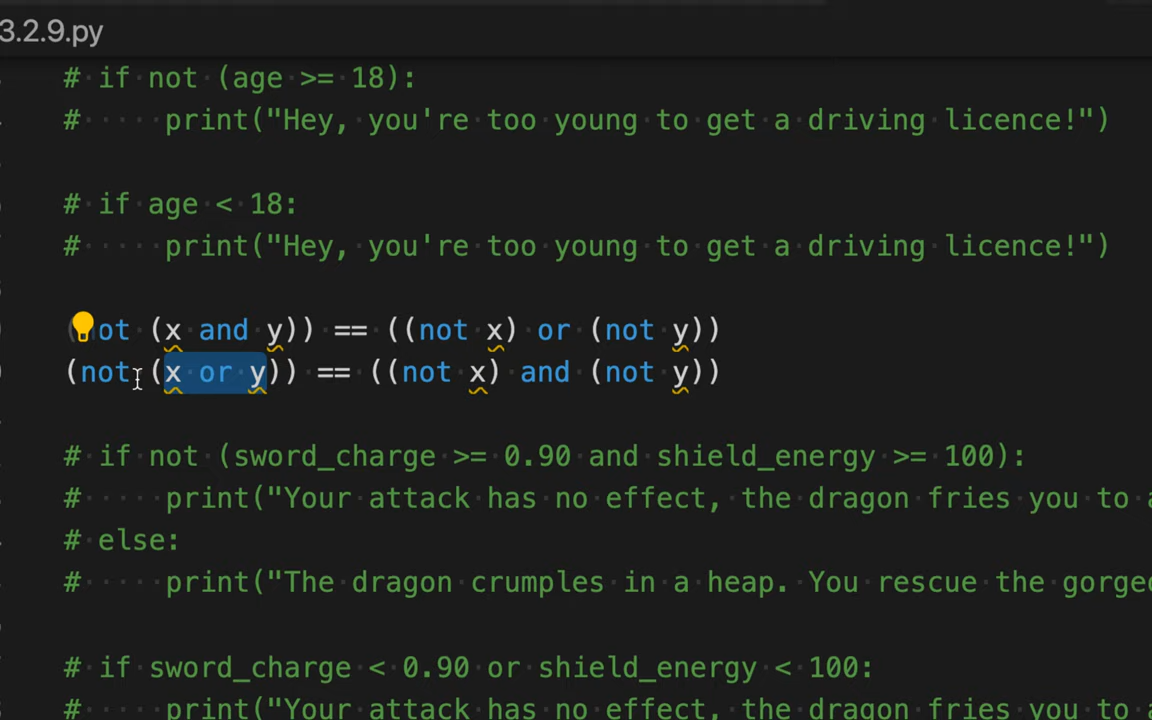 3.2.9.py
# if not (age >= 18):
#     print("Hey, you're too young to get a driving licence!")
# if age < 18:
#     print("Hey, you're too young to get a driving licence!")
(not (x and y)) == ((not x) or (not y))
(not (x or y)) == ((not x) and (not y))
# if not (sword_charge >= 0.90 and shield_energy >= 100):
#     print("Your attack has no effect, the dragon fries you to
# else:
#     print("The dragon crumples in a heap. You rescue the
# if sword_charge < 0.90 or shield_energy < 100:
#     print("Your attack has no effect, the dragon fries you to